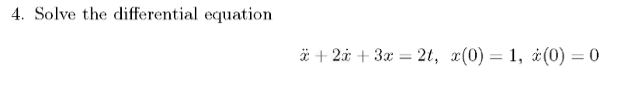 4. Solve the differential equation
ẍ + 2ẋ + 3x = 2t, x(0) = 1, ẋ(0) = 0